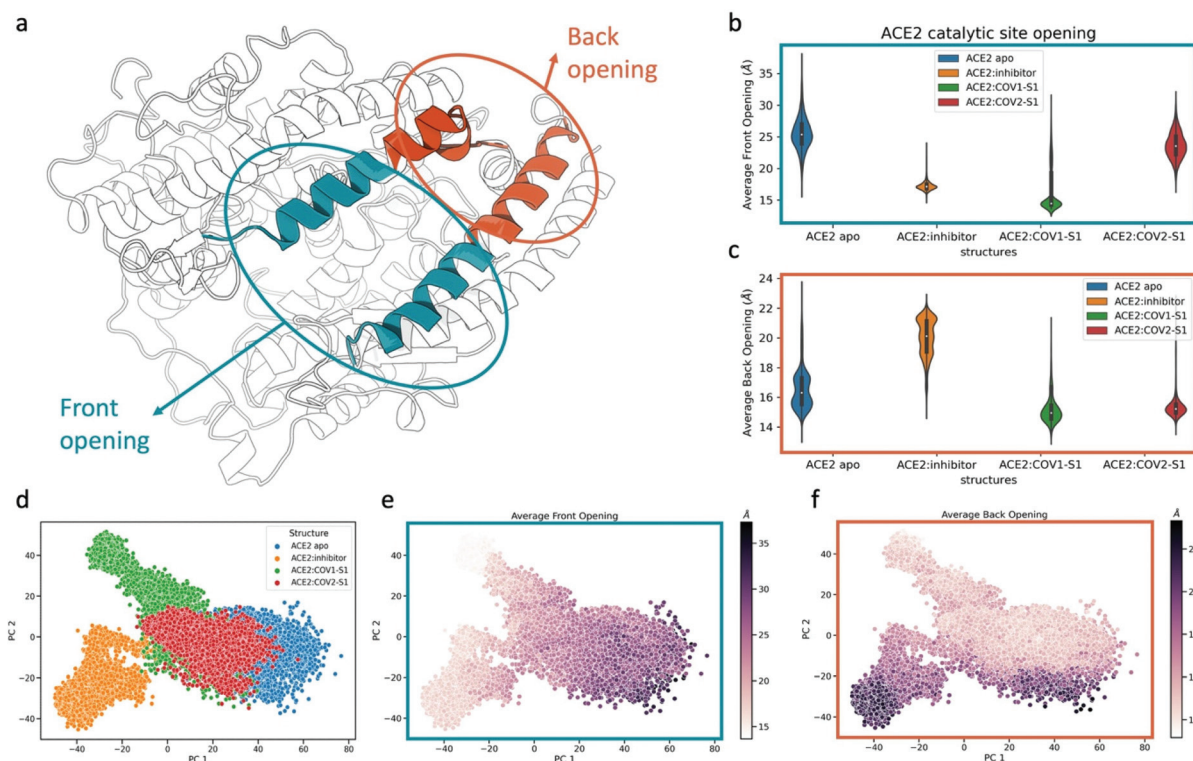 a
Back
opening
Front
opening
b
ACE2 catalytic site opening
Average Front Opening (Å)
35
30
25
20
15
ACE2 apo
ACE2:inhibitor
ACE2:COV1-S1
ACE2:COV2-S1
ACE2 apo
ACE2:inhibitor
ACE2:COV1-S1
ACE2:COV2-S1
structures
c
Average Back Opening (Å)
24
22
20
18
16
14
ACE2 apo
ACE2:inhibitor
ACE2:COV1-S1
ACE2:COV2-S1
ACE2 apo
ACE2:inhibitor
ACE2:COV1-S1
ACE2:COV2-S1
structures
d
Structure
ACE2 apo
ACE2:inhibitor
ACE2:COV1-S1
ACE2:COV2-S1
PC 2
40
20
0
−20
−40
−40 −20 0 20 40 60 80
PC 1
e
Average Front Opening
PC 2
40
20
0
−20
−40
−40 −20 0 20 40 60 80
PC 1
Å
35
30
25
20
15
f
Average Back Opening
PC 2
40
20
0
−20
−40
−40 −20 0 20 40 60 80
PC 1
Å
2
2
1
1
1